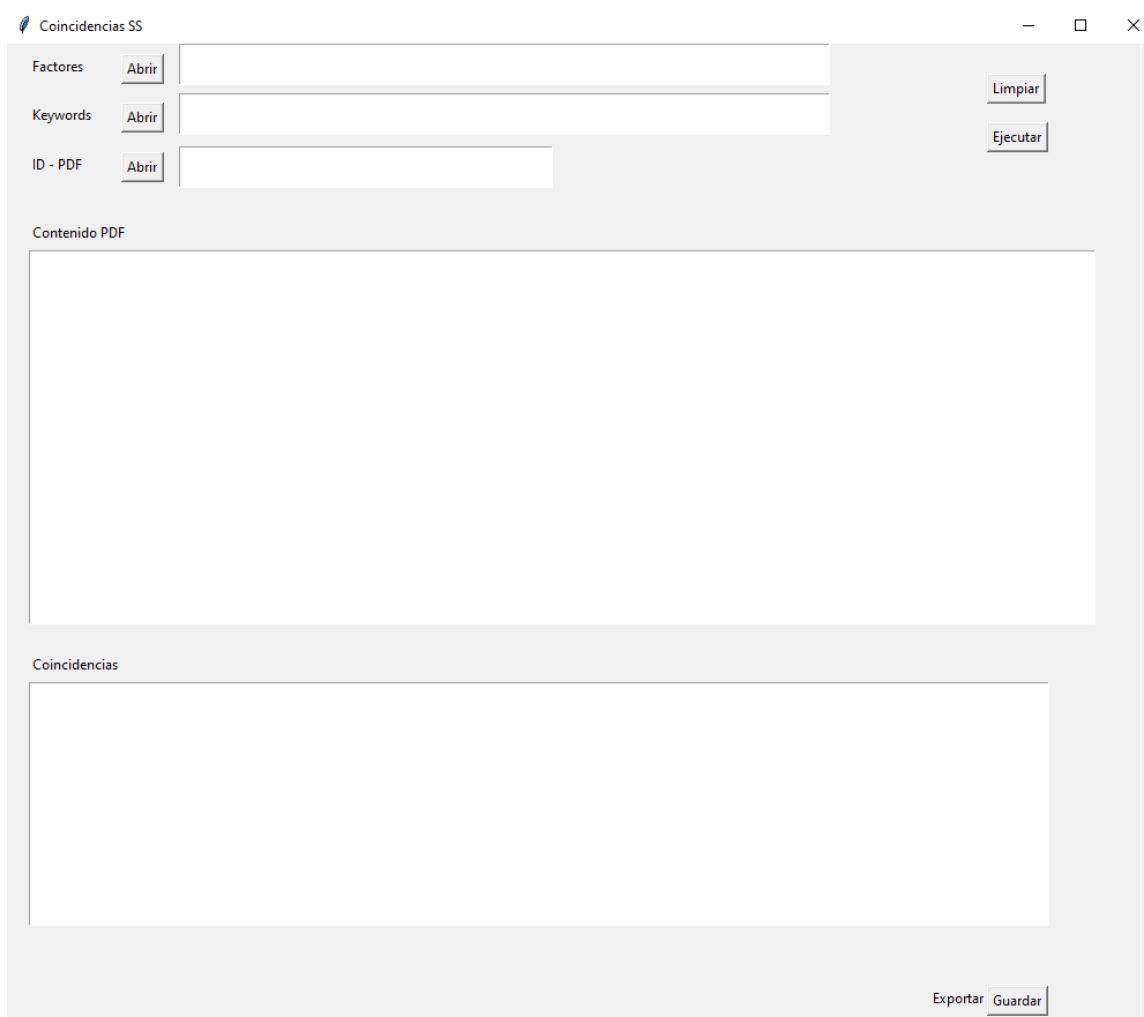 Coincidencias SS
Factores Abrir
Limpiar
Keywords Abrir
Ejecutar
ID - PDF Abrir
Contenido PDF
Coincidencias
Exportar Guardar